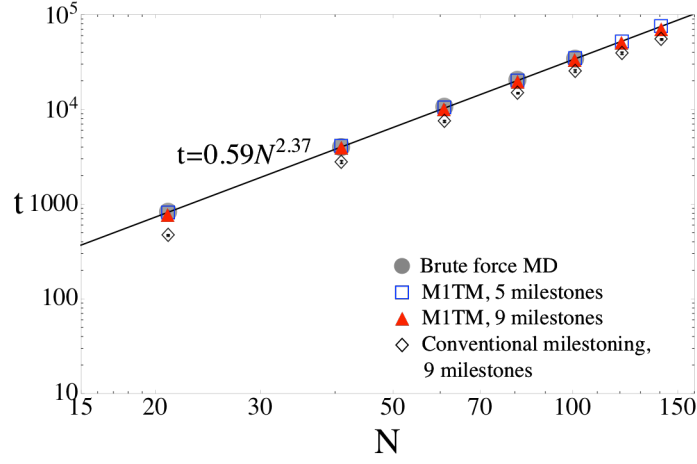 10^5
10^4
t=0.59N^2.37
t 1000
Brute force MD
M1TM, 5 milestones
100
M1TM, 9 milestones
Conventional milestoning,
9 milestones
10
15 20 30 50 70 100 150
N